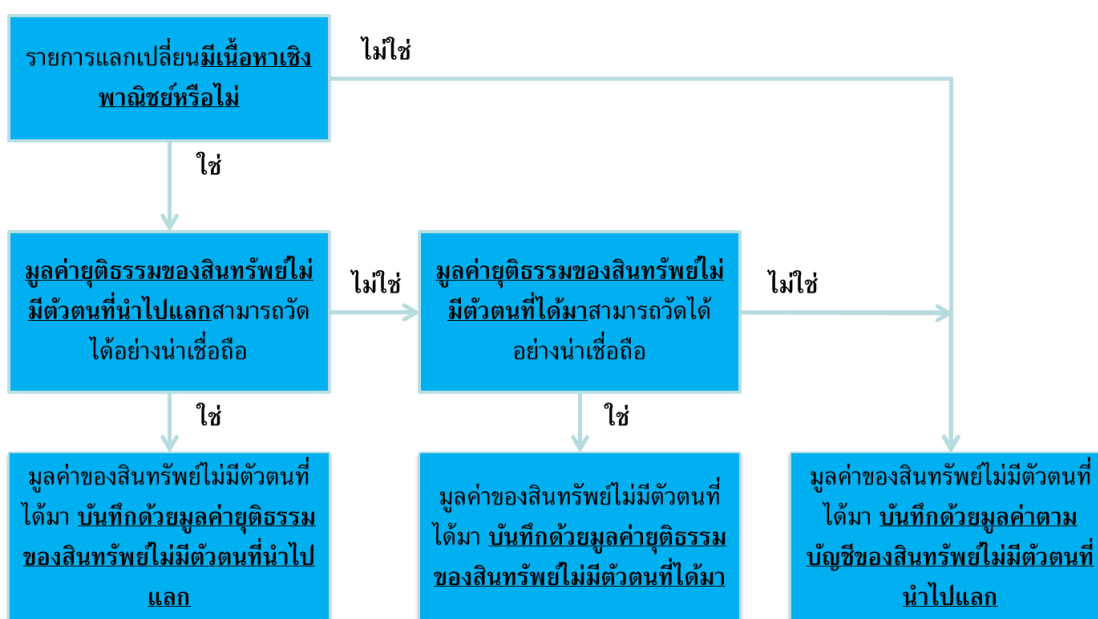 รายการแลกเปลี่ยนมีเนื้อหาเชิง
พาณิชย์หรือไม่
ไม่ใช่
ใช่
มูลค่ายุติธรรมของสินทรัพย์ไม่
มีตัวตนที่นำไปแลกสามารถวัด
ได้อย่างน่าเชื่อถือ
ไม่ใช่
มูลค่ายุติธรรมของสินทรัพย์ไม่
มีตัวตนที่ได้มาสามารถวัดได้
อย่างน่าเชื่อถือ
ไม่ใช่
ใช่
ใช่
มูลค่าของสินทรัพย์ไม่มีตัวตนที่
ได้มา บันทึกด้วยมูลค่ายุติธรรม
ของสินทรัพย์ไม่มีตัวตนที่นำไป
แลก
มูลค่าของสินทรัพย์ไม่มีตัวตนที่
ได้มา บันทึกด้วยมูลค่ายุติธรรม
ของสินทรัพย์ไม่มีตัวตนที่ได้มา
มูลค่าของสินทรัพย์ไม่มีตัวตนที่
ได้มา บันทึกด้วยมูลค่าตาม
บัญชีของสินทรัพย์ไม่มีตัวตนที่
นำไปแลก